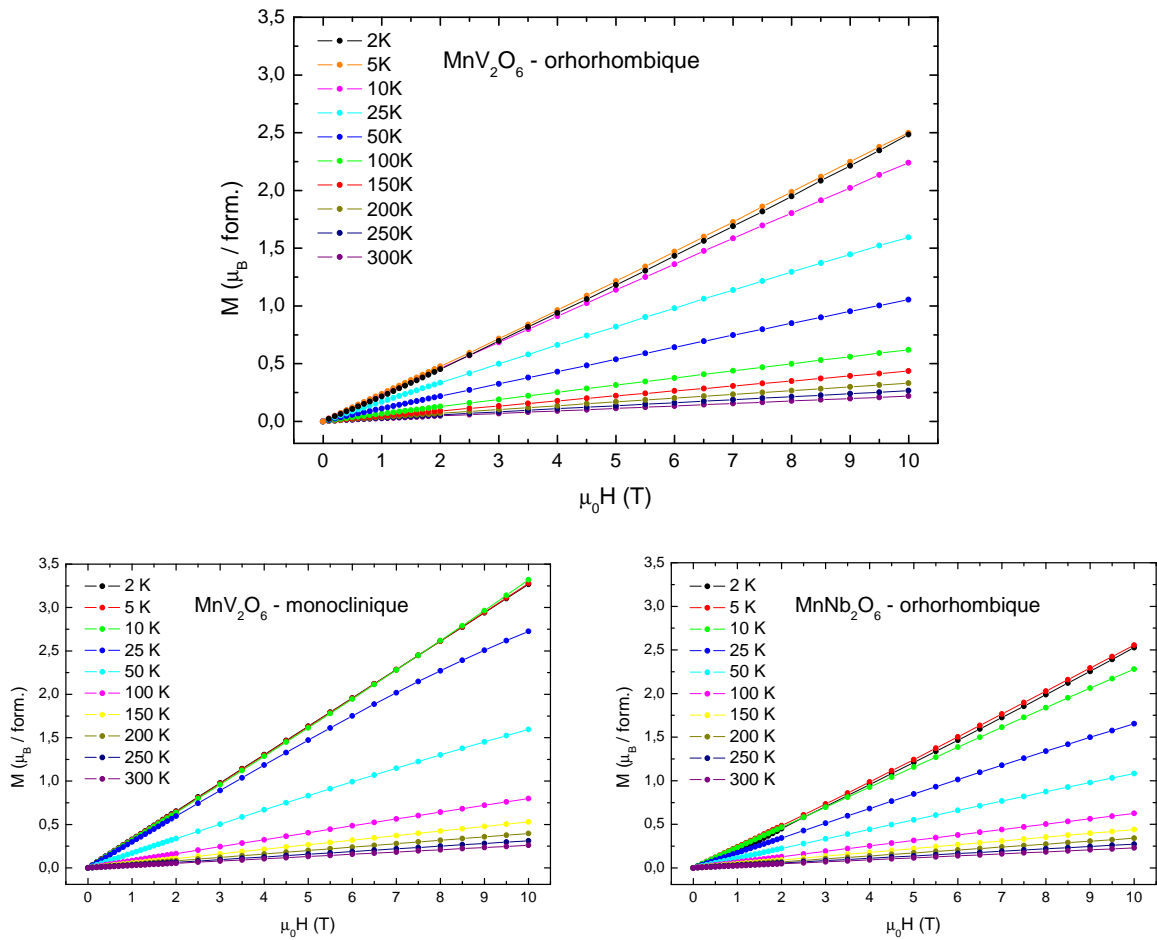 3,5
3,0
2,5
2,0
1,5
1,0
0,5
0,0
M (μB / form.)
2K
5K
10K
25K
50K
100K
150K
200K
250K
300K
MnV2O6 - orhorhombique
0 1 2 3 4 5 6 7 8 9 10
μ0H (T)
3,5
3,0
2,5
2,0
1,5
1,0
0,5
0,0
M (μB / form.)
2 K
5 K
10 K
25 K
50 K
100 K
150 K
200 K
250 K
300 K
MnV2O6 - monoclinique
0 1 2 3 4 5 6 7 8 9 10
μ0H (T)
3,5
3,0
2,5
2,0
1,5
1,0
0,5
0,0
M (μB / form.)
2 K
5 K
10 K
25 K
50 K
100 K
150 K
200 K
250 K
300 K
MnNb2O6 - orhorhombique
0 1 2 3 4 5 6 7 8 9 10
μ0H (T)